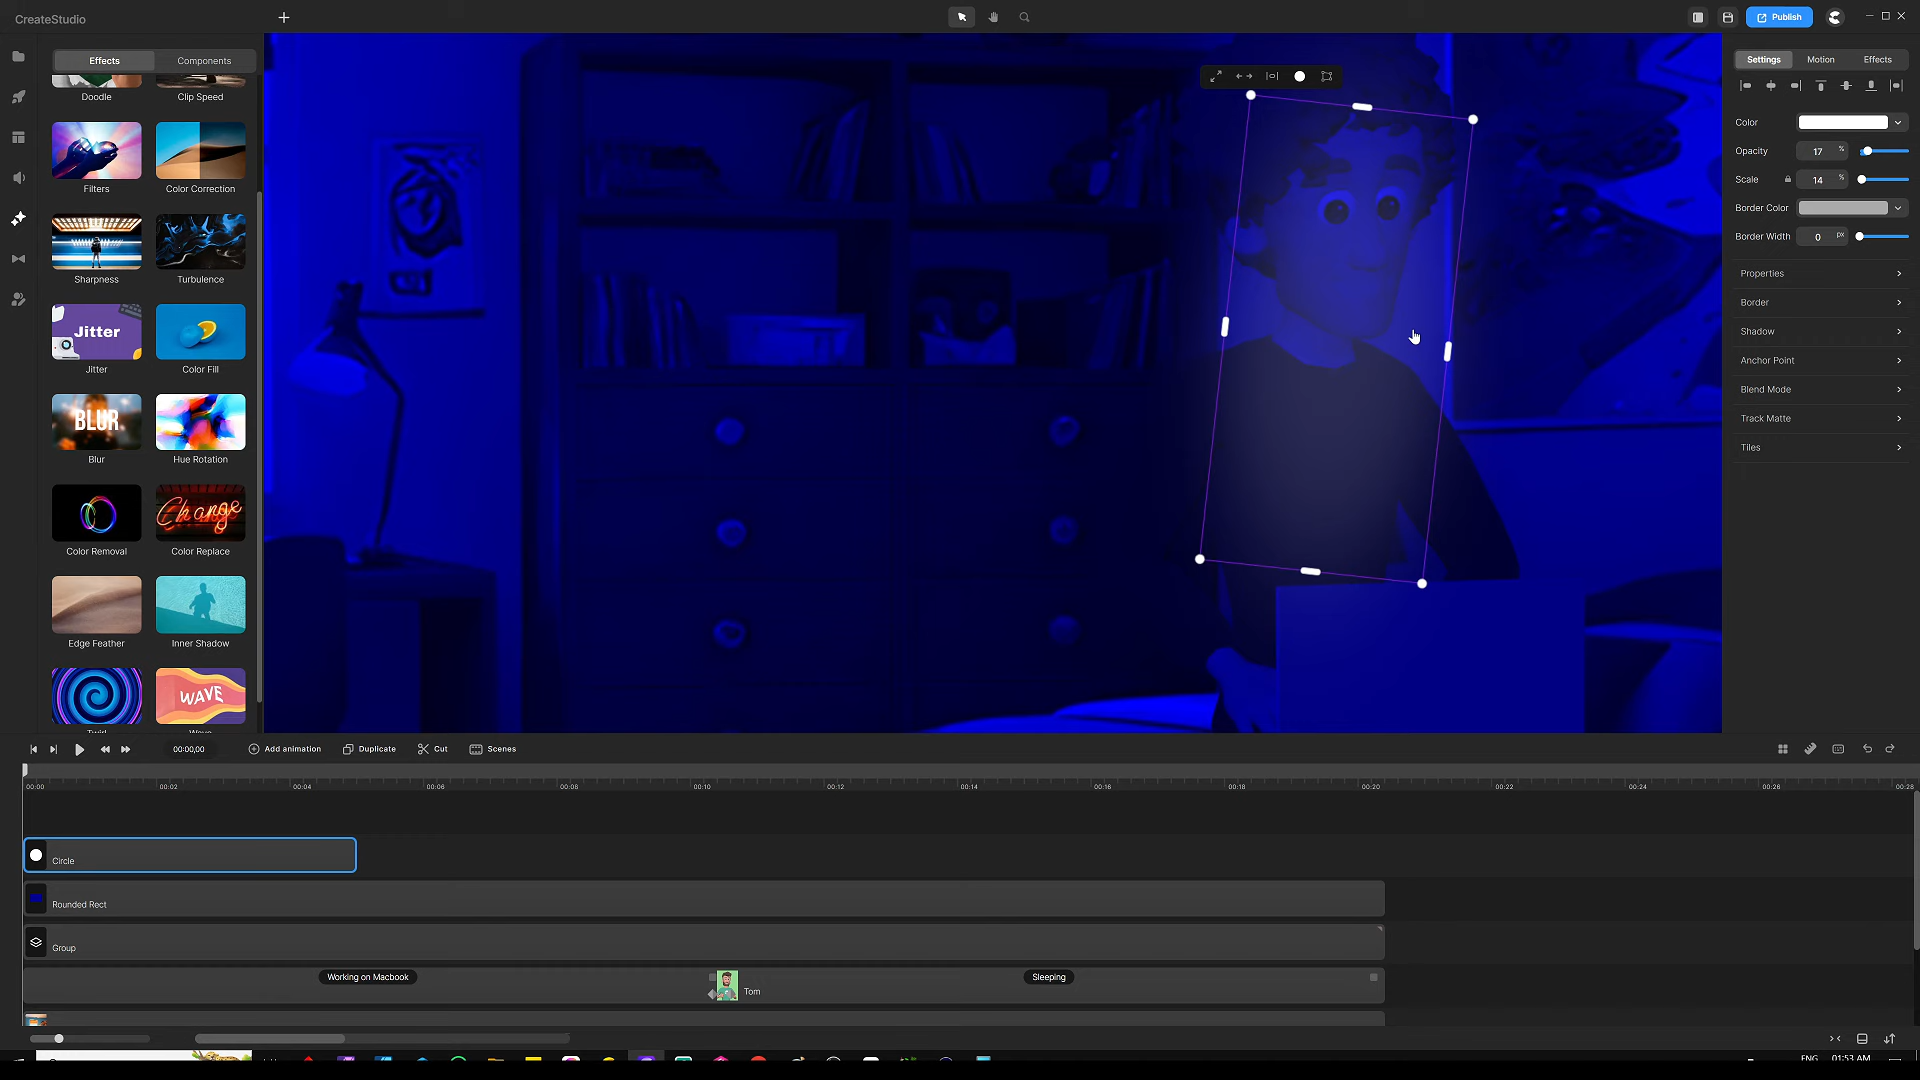 CreateStudio
Publish
Effects
Components
Settings
Motion
Effects
Doodle
Clip Speed
Filters
Color Correction
Sharpness
Turbulence
Jitter
Jitter
Color Fill
BLUR
Blur
Hue Rotation
Change
Color Removal
Color Replace
Edge Feather
Inner Shadow
WAVE
Color
Opacity
17 %
Scale
14 %
Border Color
Border Width
0 px
Properties
Border
Shadow
Anchor Point
Blend Mode
Track Matte
Tiles
00:00,00
Add animation
Duplicate
Cut
Scenes
00:00
00:02
00:04
00:06
00:08
00:10
00:12
00:14
00:16
00:18
00:20
00:22
00:24
00:26
00:28
Circle
Rounded Rect
Group
Working on Macbook
Tom
Sleeping
ENG
01:53 AM